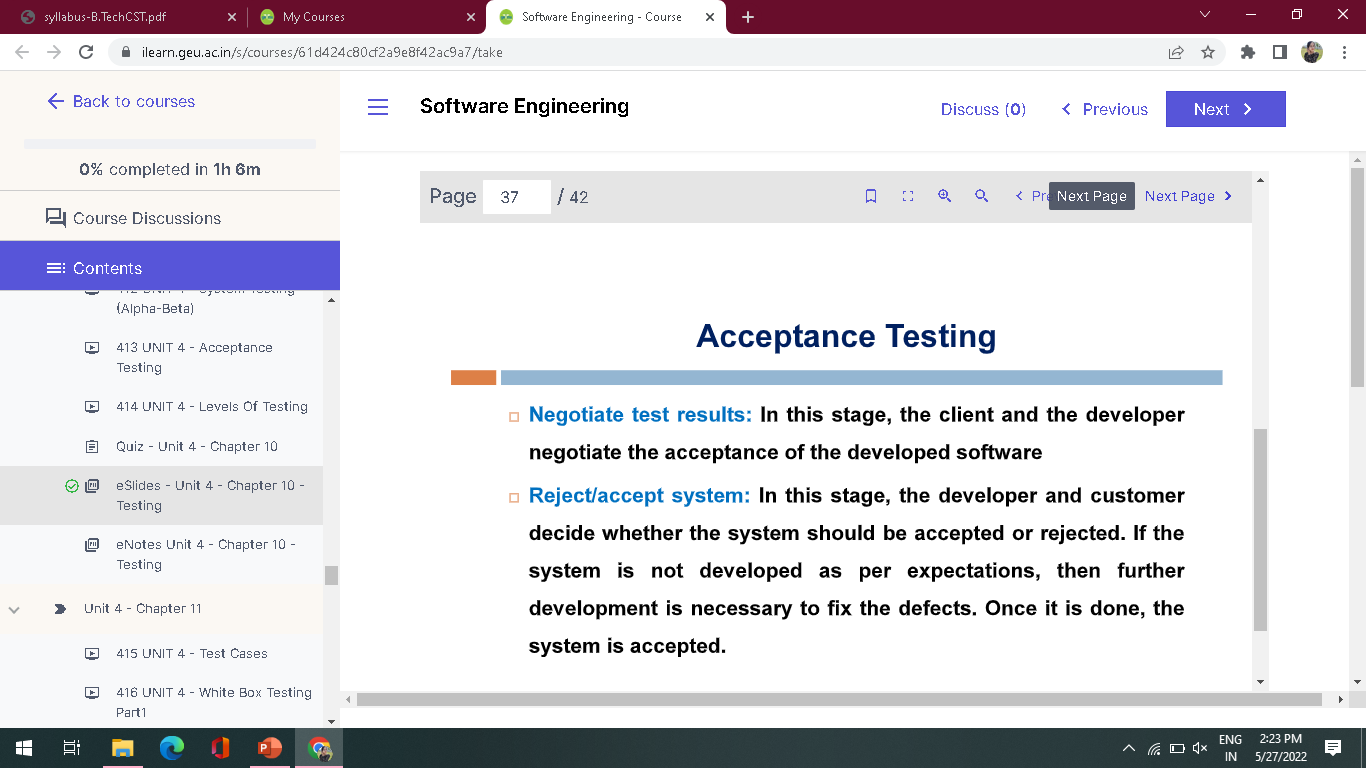 syllabus-B.TechCST.pdf
My Courses
Software Engineering - Course
ilearn.geu.ac.in/s/courses/61d424c80cf2a9e8f42ac9a7/take
Back to courses
0% completed in 1h 6m
Course Discussions
Contents
(Alpha-Beta)
413 UNIT 4 - Acceptance
Testing
414 UNIT 4 - Levels Of Testing
Quiz - Unit 4 - Chapter 10
eSlides - Unit 4 - Chapter 10 -
Testing
eNotes Unit 4 - Chapter 10 -
Testing
Unit 4 - Chapter 11
415 UNIT 4 - Test Cases
416 UNIT 4 - White Box Testing
Part1
Software Engineering
Discuss (0)
Previous
Next
Page 37 / 42
Next Page
Next Page
Acceptance Testing
Negotiate test results: In this stage, the client and the developer
negotiate the acceptance of the developed software
Reject/accept system: In this stage, the developer and customer
decide whether the system should be accepted or rejected. If the
system is not developed as per expectations, then further
development is necessary to fix the defects. Once it is done, the
system is accepted.
ENG
IN
2:23 PM
5/27/2022